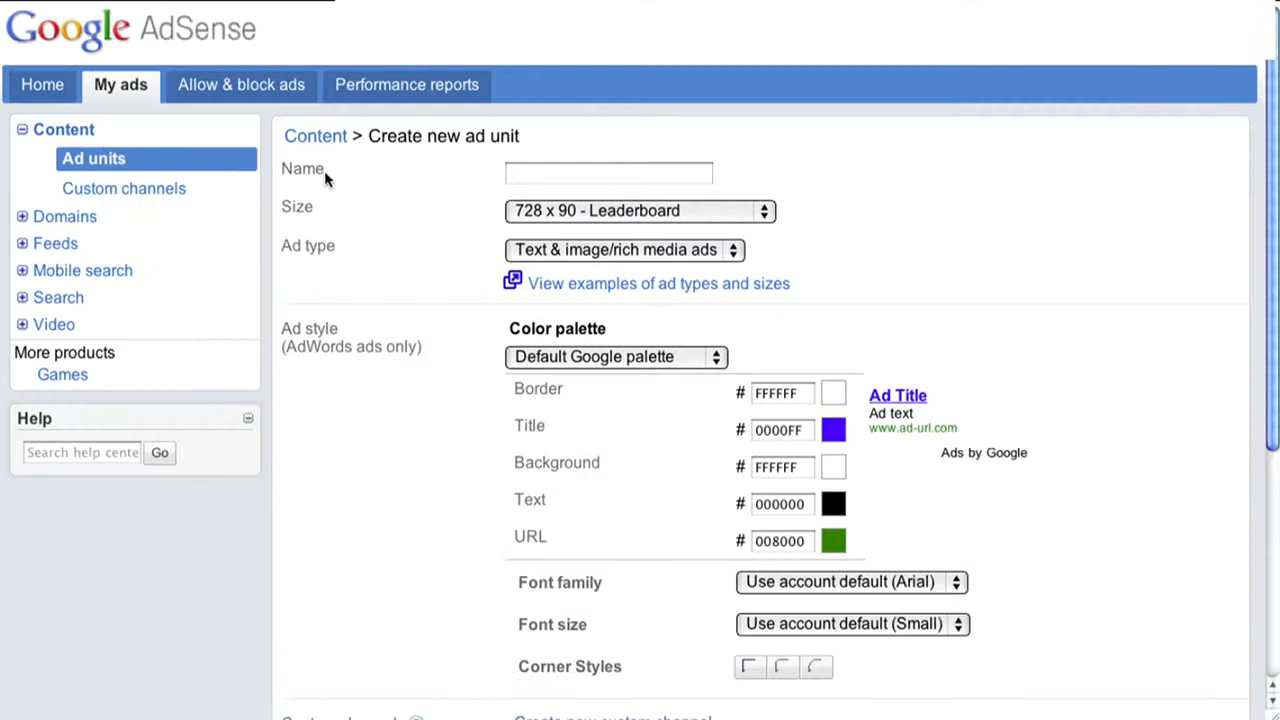 Google AdSense
Home
My ads
Allow & block ads
Performance reports
Content
Ad units
Custom channels
Domains
Feeds
Mobile search
Search
Video
More products
Games
Help
Search help cente
Go
Content > Create new ad unit
Name
Size
728 x 90 - Leaderboard
Ad type
Text & image/rich media ads
View examples of ad types and sizes
Ad style
(AdWords ads only)
Color palette
Default Google palette
Border # FFFFFF
Title # 0000FF
Background # FFFFFF
Text # 000000
URL # 008000
Ad Title
Ad text
www.ad-url.com
Ads by Google
Font family
Use account default (Arial)
Font size
Use account default (Small)
Corner Styles
Create new custom channel